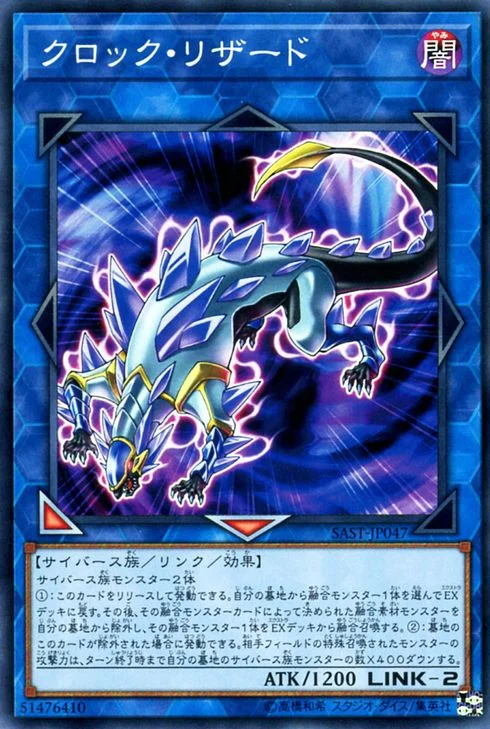 クロック・リザード
闇
やみ
SAST-JP047
【サイバース族／リンク／効果】
サイバース族モンスター２体
①：このカードをリリースして発動できる。自分の墓地から融合モンスター１体を選んでＥＸ
デッキに戻す。その後、その融合モンスターカードによって決められた融合素材モンスターを
自分の墓地から除外し、その融合モンスター１体をＥＸデッキから融合召喚する。②：墓地の
このカードが除外された場合に発動できる。相手フィールドの特殊召喚されたモンスターの
攻撃力は、ターン終了時まで自分の墓地のサイバース族モンスターの数×４００ダウンする。
ATK/1200 LINK-2
51476410
©高橋和希 スタジオ・ダイス/集英社